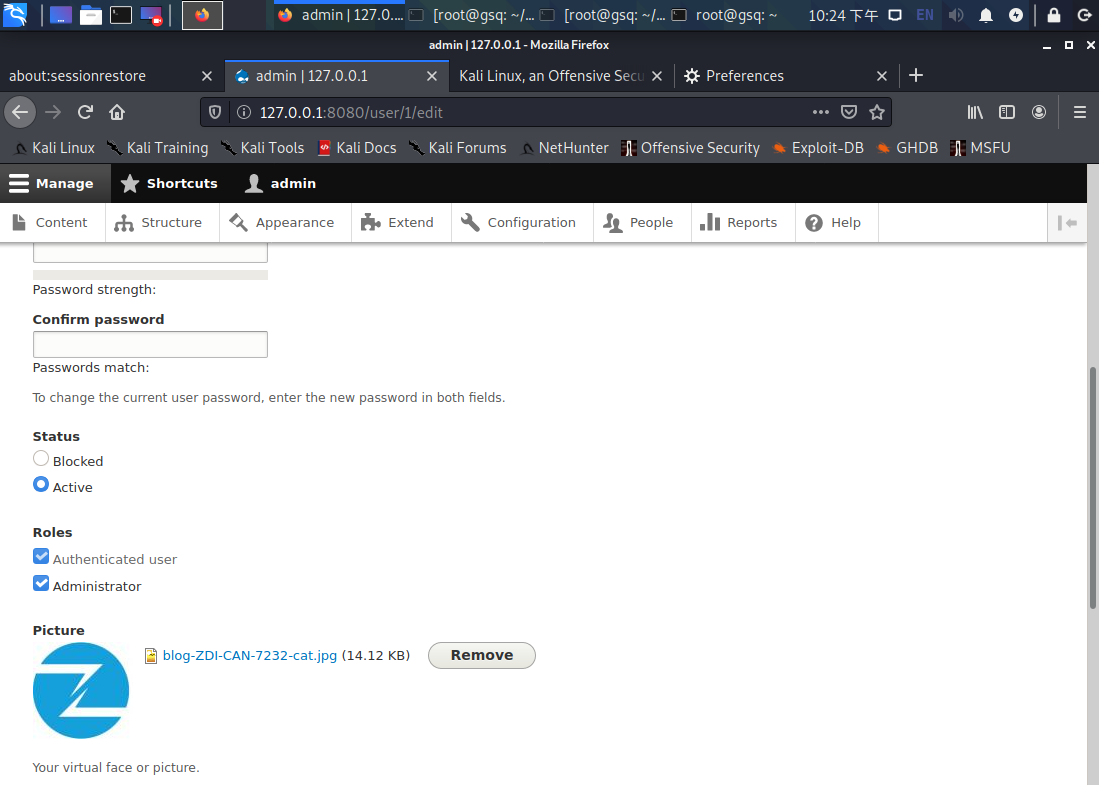 admin | 127.0.... [root@gsq: ~/... [root@gsq: ~/... root@gsq: ~ 10:24 下午 EN
admin | 127.0.0.1 - Mozilla Firefox
about:sessionrestore admin | 127.0.0.1 Kali Linux, an Offensive Secu Preferences
127.0.0.1:8080/user/1/edit
Kali Linux Kali Training Kali Tools Kali Docs Kali Forums NetHunter Offensive Security Exploit-DB GHDB MSFU
Manage Shortcuts admin
Content Structure Appearance Extend Configuration People Reports Help
Password strength:
Confirm password
Passwords match:
To change the current user password, enter the new password in both fields.
Status
Blocked
Active
Roles
Authenticated user
Administrator
Picture
blog-ZDI-CAN-7232-cat.jpg (14.12 KB) Remove
Your virtual face or picture.